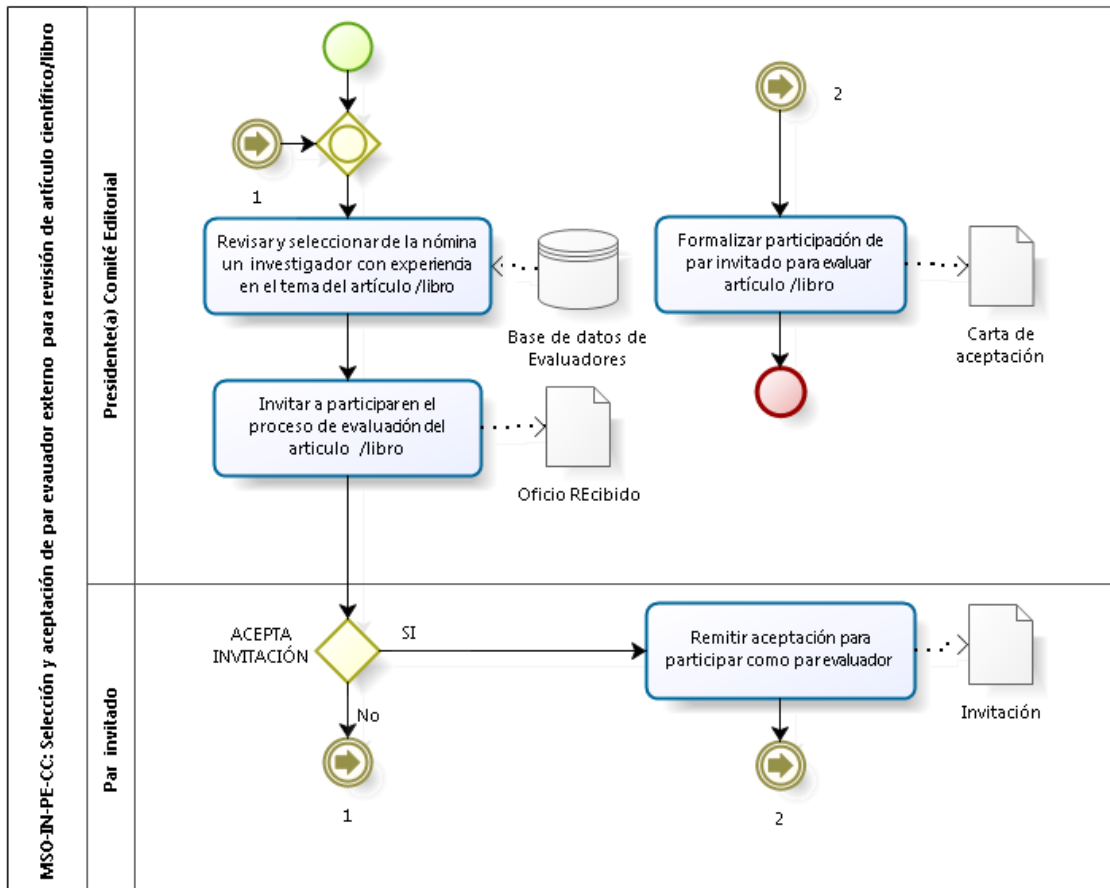 MSO-IN-PE-CC: Selección y aceptación de par evauador externo para revisión de artículo científico/libro
Presidente(a) Comité Editorial
1
Revisar y seleccionar de la nómina
un investigador con experiencia
en el tema del artículo /libro
Base de datos de
Evaluadores
Invitar a participar en el
proceso de evaluación del
articulo /libro
Oficio REcibido
2
Formalizar participación de
par invitado para evaluar
artículo /libro
Carta de
aceptación
Par invitado
ACEPTA
INVITACIÓN
SI
No
1
Remitir aceptación para
participar como par evaluador
Invitación
2